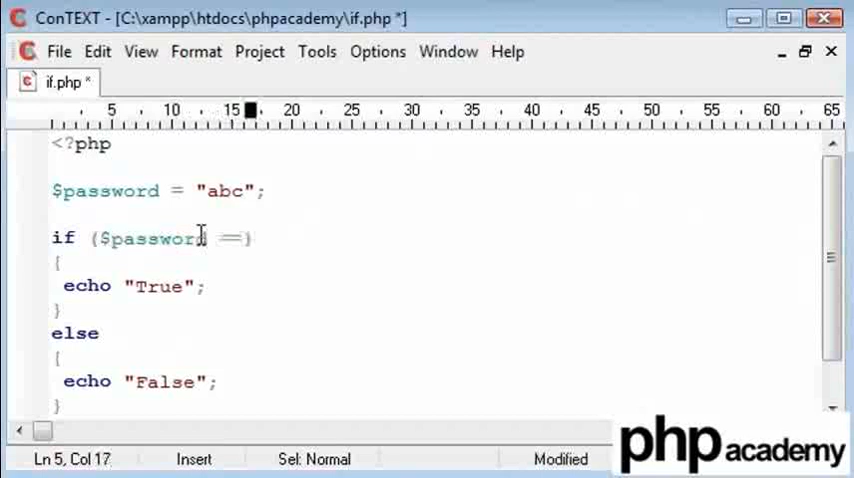 ConTEXT - [C:\xampp\htdocs\phpacademy\if.php *]
File Edit View Format Project Tools Options Window Help
if.php *
5 10 15 20 25 30 35 40 45 50 55 60 65
<?php
$password = "abc";
if ($password ==)
{
echo "True";
}
else
{
echo "False";
}
Ln 5, Col 17 Insert Sel: Normal Modified
php academy